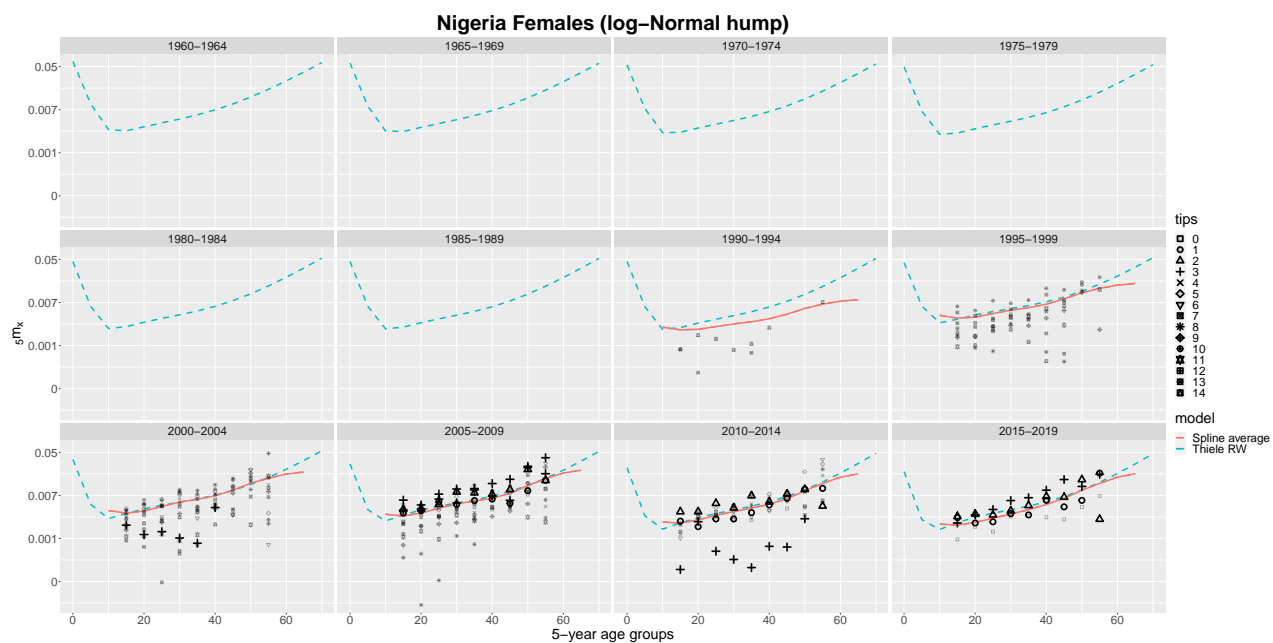 Nigeria Females (log−Normal hump)
1960−1964 1965−1969 1970−1974 1975−1979
0.05
0.007
0.001
0
1980−1984 1985−1989 1990−1994 1995−1999
0.05
0.007
0.001
0
2000−2004 2005−2009 2010−2014 2015−2019
0.05
0.007
0.001
0
0 20 40 60 0 20 40 60 0 20 40 60 0 20 40 60
5−year age groups
5mx
tips
0
1
2
3
4
5
6
7
8
9
10
11
12
13
14
model
Spline average
Thiele RW